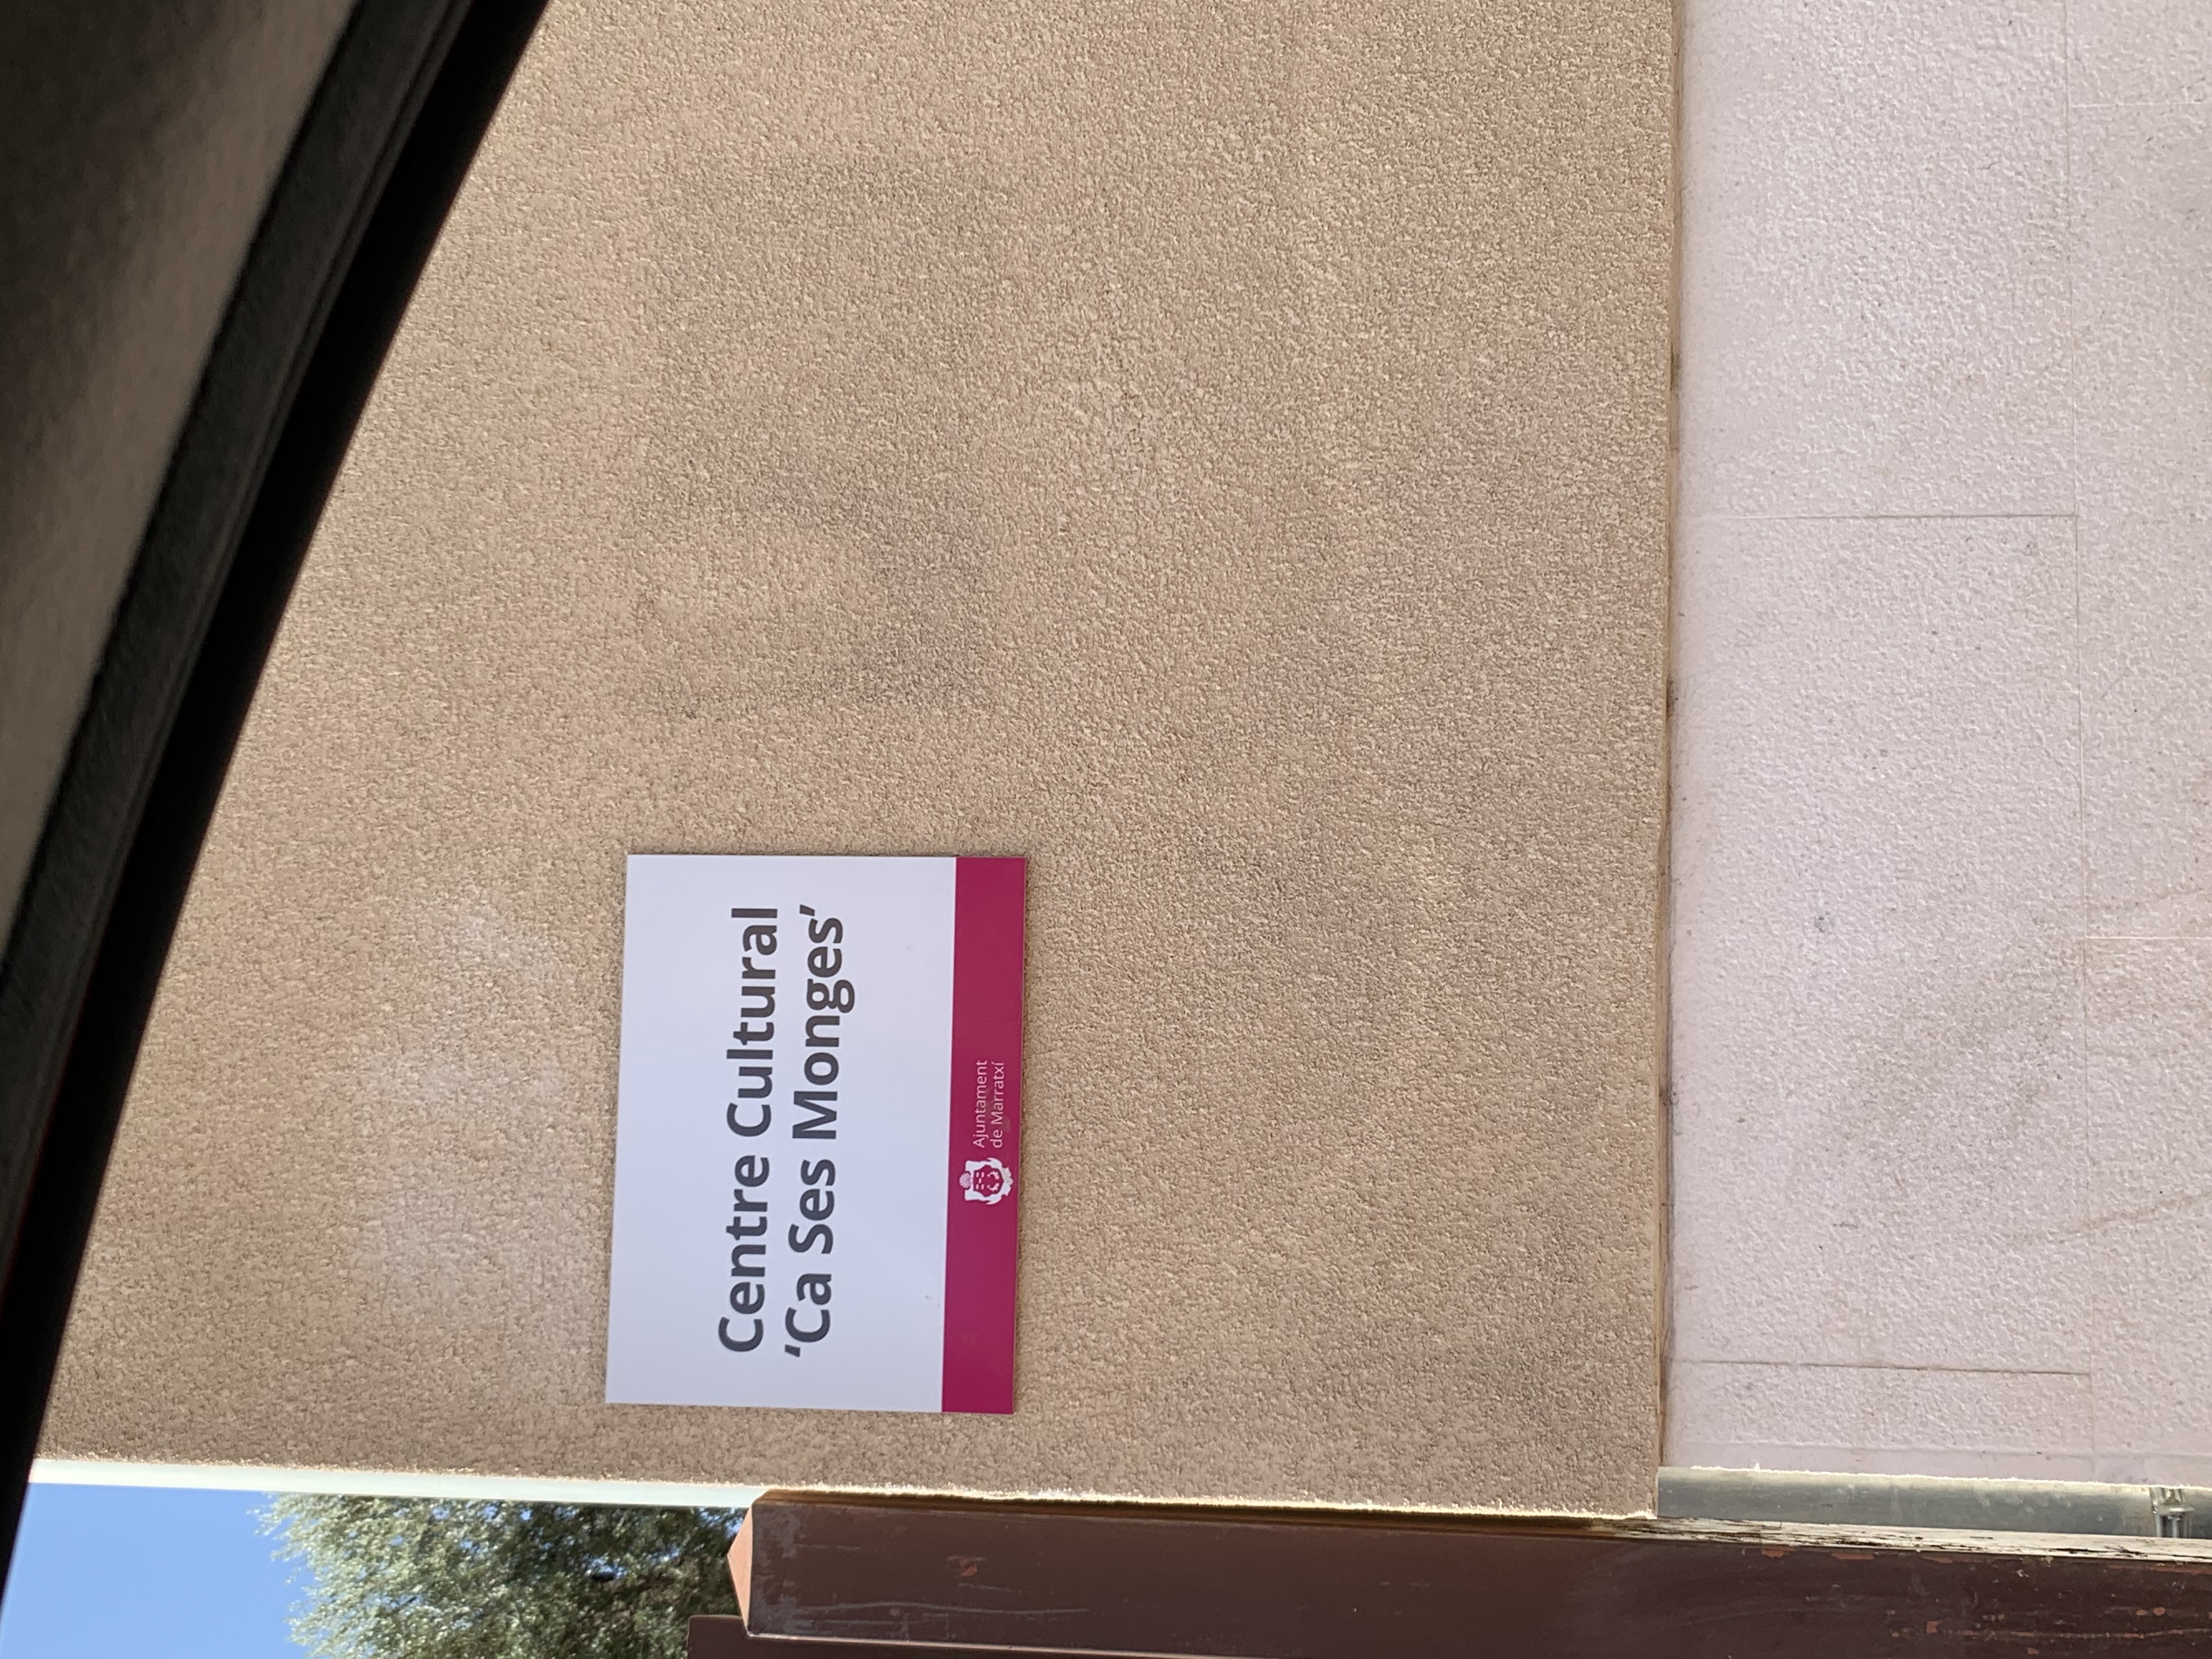 Centre Cultural
‘Ca Ses Monges’
Ajuntament
de Marratxí